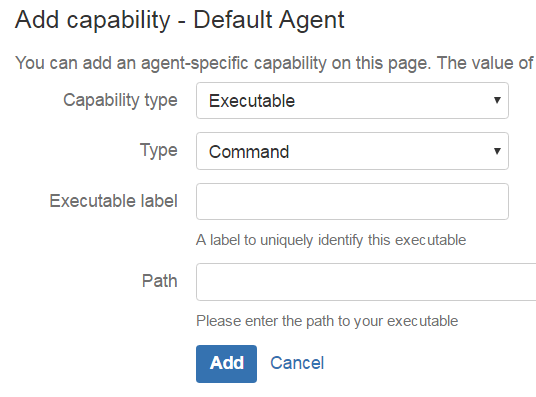 Add capability - Default Agent
You can add an agent-specific capability on this page. The value of
Capability type Executable
Type Command
Executable label
A label to uniquely identify this executable
Path
Please enter the path to your executable
Add Cancel